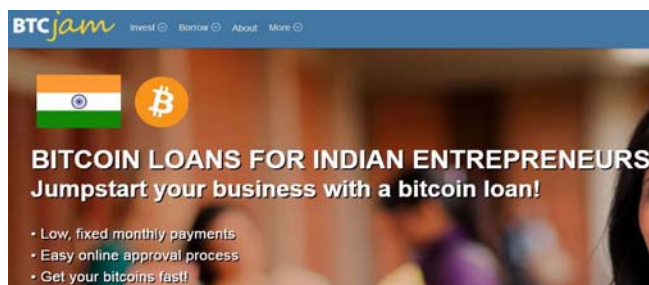 BTCjam Invest Borrow About More
BITCOIN LOANS FOR INDIAN ENTREPRENEURS
Jumpstart your business with a bitcoin loan!
• Low, fixed monthly payments
• Easy online approval process
• Get your bitcoins fast!